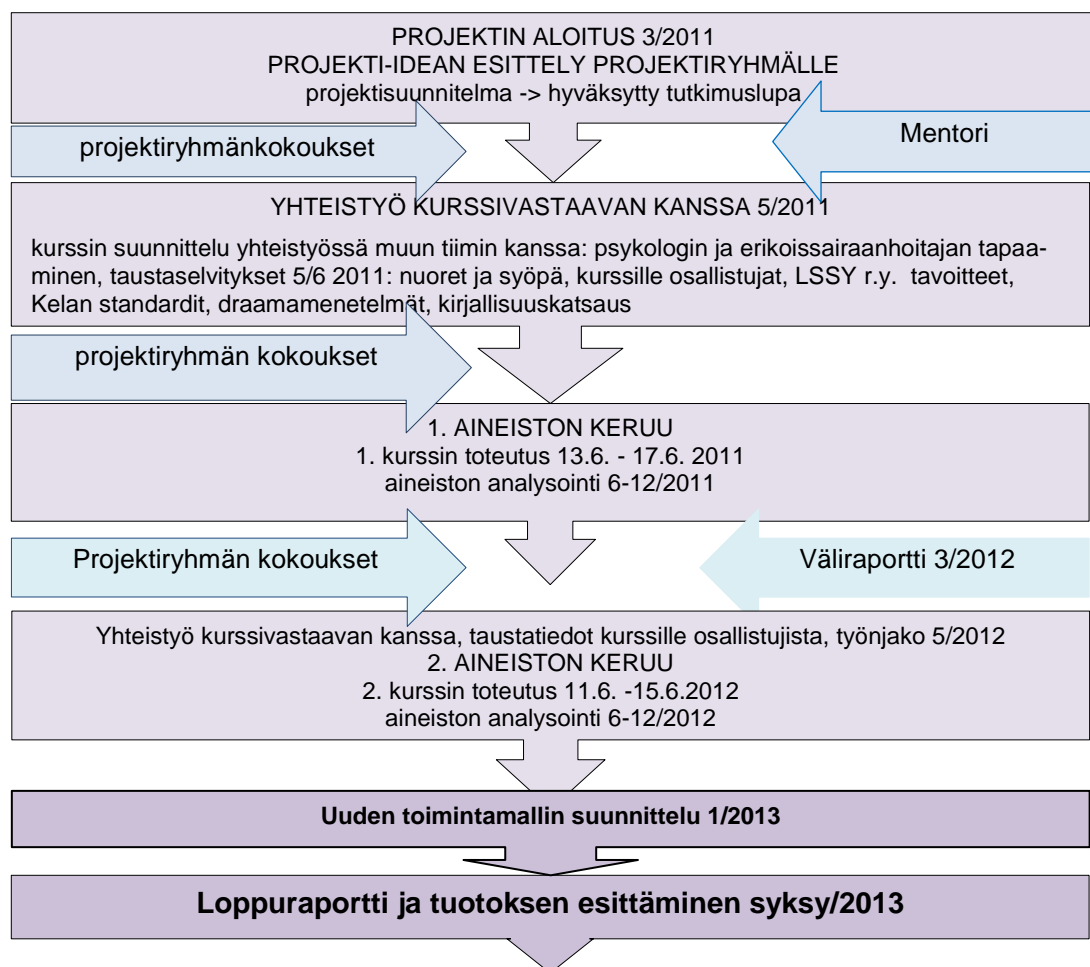 PROJEKTIN ALOITUS 3/2011
PROJEKTI-IDEAN ESITTELY PROJEKTIRYHMÄLLE
projektisuunnitelma -> hyväksytty tutkimuslupa
projektiryhmänkokoukset
Mentori
YHTEISTYÖ KURSSIVASTAAVAN KANSSA 5/2011
kurssin suunnittelu yhteistyössä muun tiimin kanssa: psykologin ja erikoissairaanhoitajan tapaa-
minen, taustaselvitykset 5/6 2011: nuoret ja syöpä, kurssille osallistujat, LSSY r.y. tavoitteet,
Kelan standardit, draamamenetelmät, kirjallisuuskatsaus
projektiryhmän kokoukset
1. AINEISTON KERUU
1. kurssin toteutus 13.6. - 17.6. 2011
aineiston analysointi 6-12/2011
Projektiryhmän kokoukset
Väliraportti 3/2012
Yhteistyö kurssivastaavan kanssa, taustatiedot kurssille osallistujista, työnjako 5/2012
2. AINEISTON KERUU
2. kurssin toteutus 11.6. -15.6.2012
aineiston analysointi 6-12/2012
Uuden toimintamallin suunnittelu 1/2013
Loppuraportti ja tuotoksen esittäminen syksy/2013